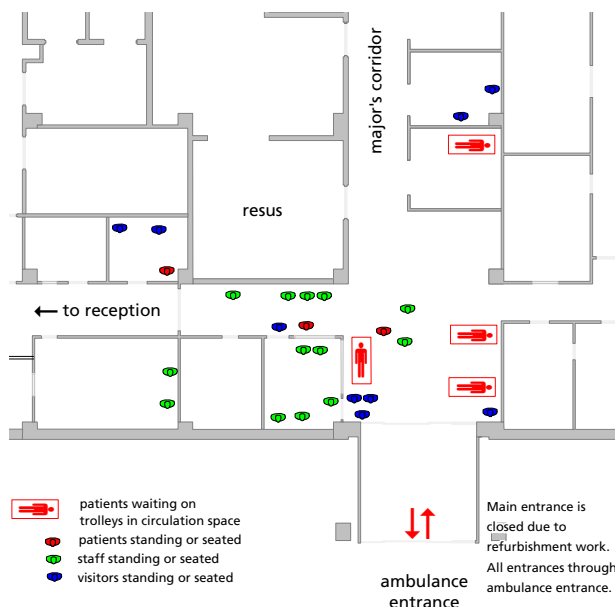 major's corridor
resus
to reception
patients waiting on
trolleys in circulation space
patients standing or seated
staff standing or seated
visitors standing or seated
ambulance
entrance
Main entrance is
closed due to
refurbishment work.
All entrances through
ambulance entrance.